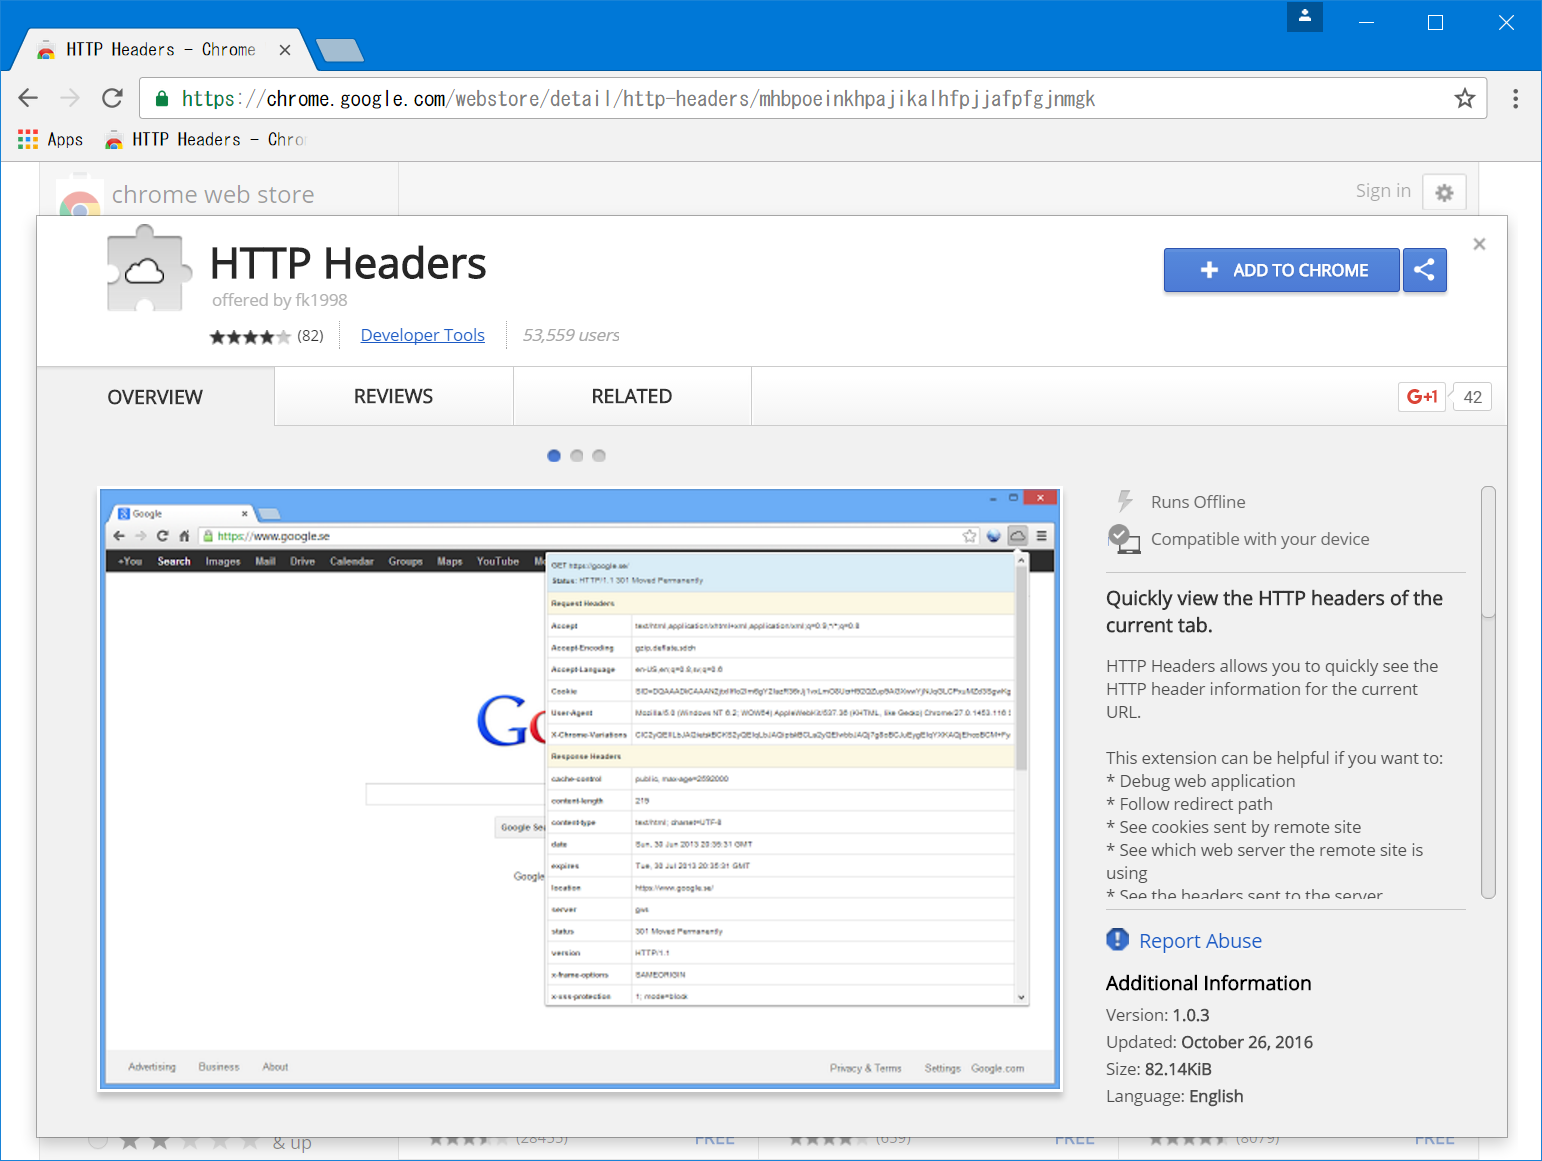 HTTP Headers - Chrome
https://chrome.google.com/webstore/detail/http-headers/mhbpoeinkhpajikalhfpjjafpfgjnmgk
Apps
HTTP Headers - Chro
chrome web store
Sign in
HTTP Headers
offered by fk1998
ADD TO CHROME
(82)
Developer Tools
53,559 users
OVERVIEW
REVIEWS
RELATED
G+1
42
Google
https://www.google.se
+You Search Images Mail Drive Calendar Groups Maps YouTube
GET https://google.se/
Status: HTTP/1.1 301 Moved Permanently
Request Headers
Accept text/html,application/xhtml+xml,application/xml;q=0.9,*/*;q=0.8
Accept-Encoding gzip,deflate,sdch
Accept-Language
Cookie
User-Agent Mozilla/5.0 (Windows NT 6.2; WOW64) AppleWebKit/537.36 (KHTML, like Gecko) Chrome/27.0.1453.116
X-Chrome-Variations
Response Headers
cache-control public, max-age=2592000
content-length 219
content-type text/html; charset=UTF-8
date Sun, 30 Jun 2013 20:35:31 GMT
expires Tue, 30 Jul 2013 20:35:31 GMT
location https://www.google.se/
server gws
status 301 Moved Permanently
version HTTP/1.1
x-frame-options SAMEORIGIN
x-xss-protection 1; mode=block
Go
Google Sea
Google
Advertising Business About
Privacy & Terms Settings Google.com
Runs Offline
Compatible with your device
Quickly view the HTTP headers of the
current tab.
HTTP Headers allows you to quickly see the
HTTP header information for the current
URL.
This extension can be helpful if you want to:
* Debug web application
* Follow redirect path
* See cookies sent by remote site
* See which web server the remote site is
using
* See the headers sent to the server
Report Abuse
Additional Information
Version: 1.0.3
Updated: October 26, 2016
Size: 82.14KiB
Language: English
& up
(28435)
FREE
(659)
FREE
(8079)
FREE